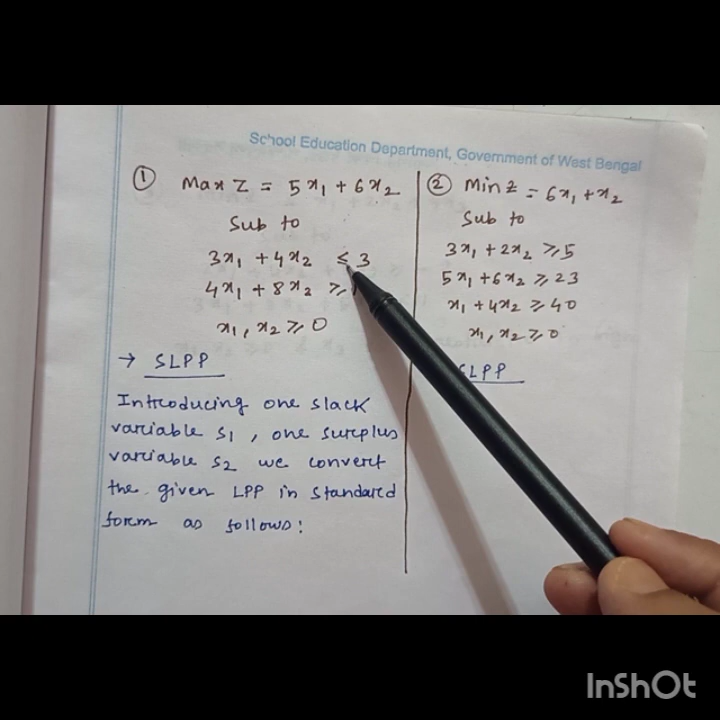 School Education Department, Government of West Bengal
① Max Z = 5x₁ + 6x₂
Sub to
3x₁ + 4x₂ ≤ 3
4x₁ + 8x₂ ≥
x₁, x₂ ≥ 0
→ SLPP
Introducing one slack
variable s₁, one surplus
variable s₂ we convert
the given LPP in standard
form as follows:
② Min z = 6x₁ + x₂
Sub to
3x₁ + 2x₂ ≥ 5
5x₁ + 6x₂ ≥ 23
x₁ + 4x₂ ≥ 40
x₁, x₂ ≥ 0
SLPP
InShOt